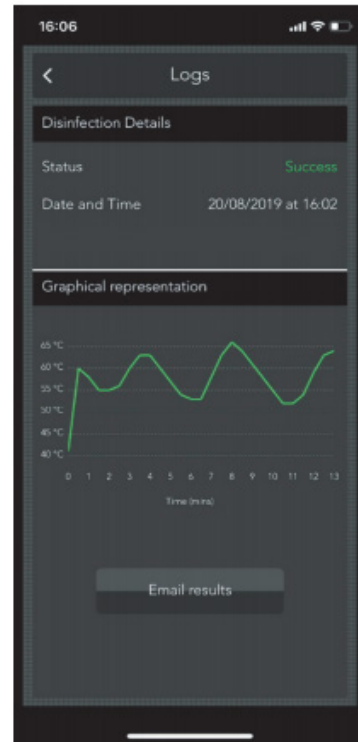 16:06
Logs
Disinfection Details
Status Success
Date and Time 20/08/2019 at 16:02
Graphical representation
65 °C
60 °C
55 °C
50 °C
45 °C
40 °C
0 1 2 3 4 5 6 7 8 9 10 11 12 13
Time (mins)
Email results